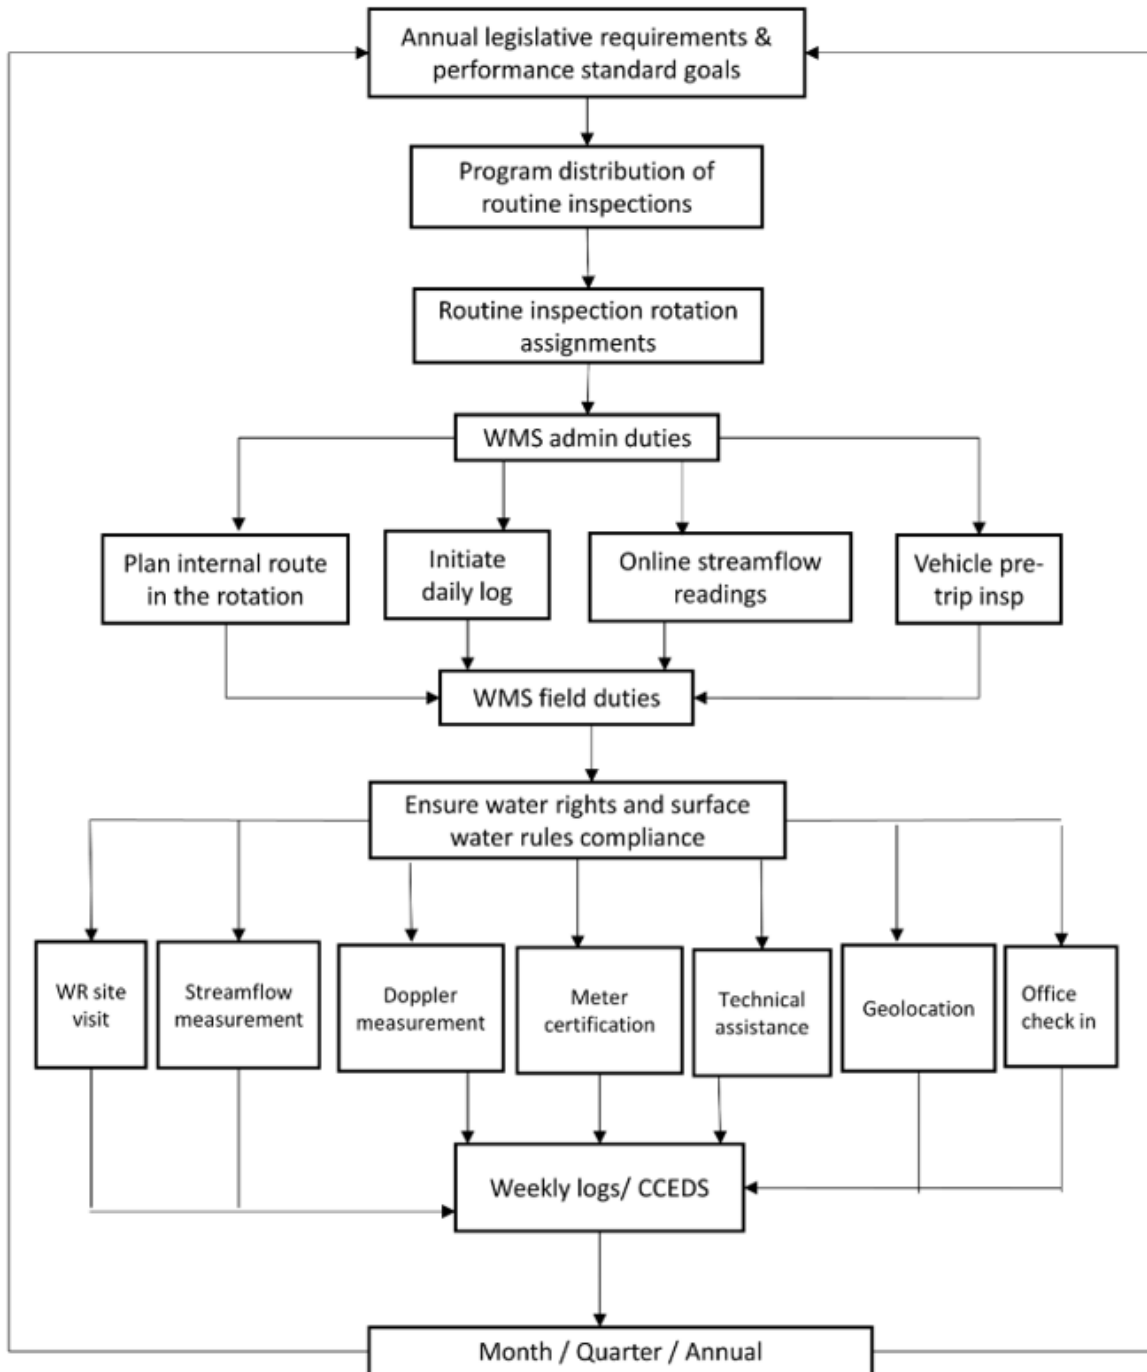 Annual legislative requirements &
performance standard goals
Program distribution of
routine inspections
Routine inspection rotation
assignments
WMS admin duties
Plan internal route
in the rotation
Initiate
daily log
Online streamflow
readings
Vehicle pre-
trip insp
WMS field duties
Ensure water rights and surface
water rules compliance
WR site
visit
Streamflow
measurement
Doppler
measurement
Meter
certification
Technical
assistance
Geolocation
Office
check in
Weekly logs/ CCEDS
Month / Quarter / Annual